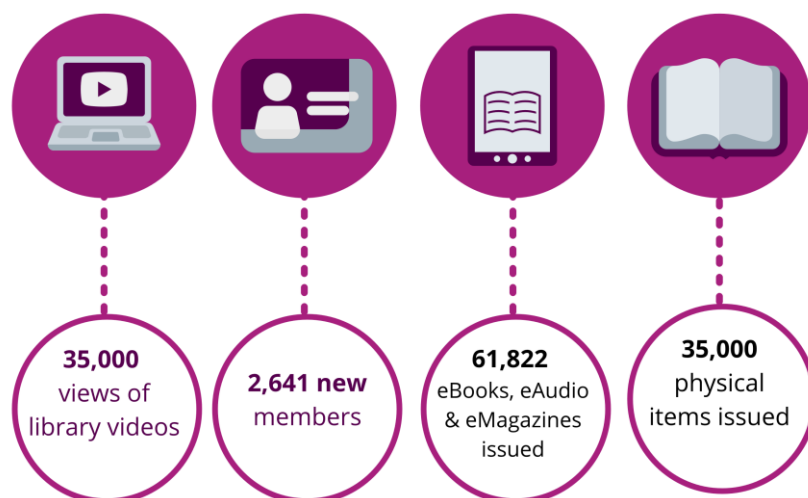 35,000
views of
library videos
2,641 new
members
61,822
eBooks, eAudio
& eMagazines
issued
35,000
physical
items issued